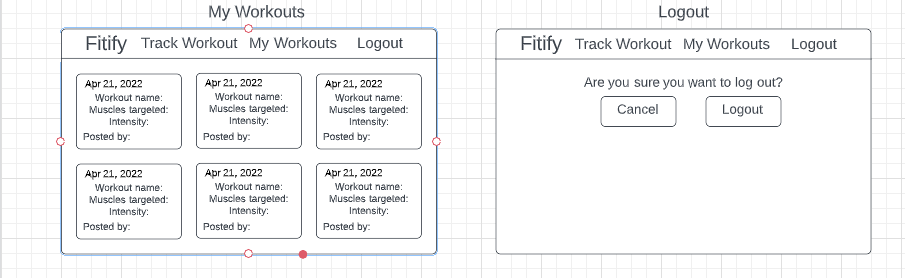 My Workouts
Fitify Track Workout My Workouts Logout
Apr 21, 2022
Workout name:
Muscles targeted:
Intensity:
Posted by:
Apr 21, 2022
Workout name:
Muscles targeted:
Intensity:
Posted by:
Apr 21, 2022
Workout name:
Muscles targeted:
Intensity:
Posted by:
Apr 21, 2022
Workout name:
Muscles targeted:
Intensity:
Posted by:
Apr 21, 2022
Workout name:
Muscles targeted:
Intensity:
Posted by:
Apr 21, 2022
Workout name:
Muscles targeted:
Intensity:
Posted by:
Logout
Fitify Track Workout My Workouts Logout
Are you sure you want to log out?
Cancel Logout